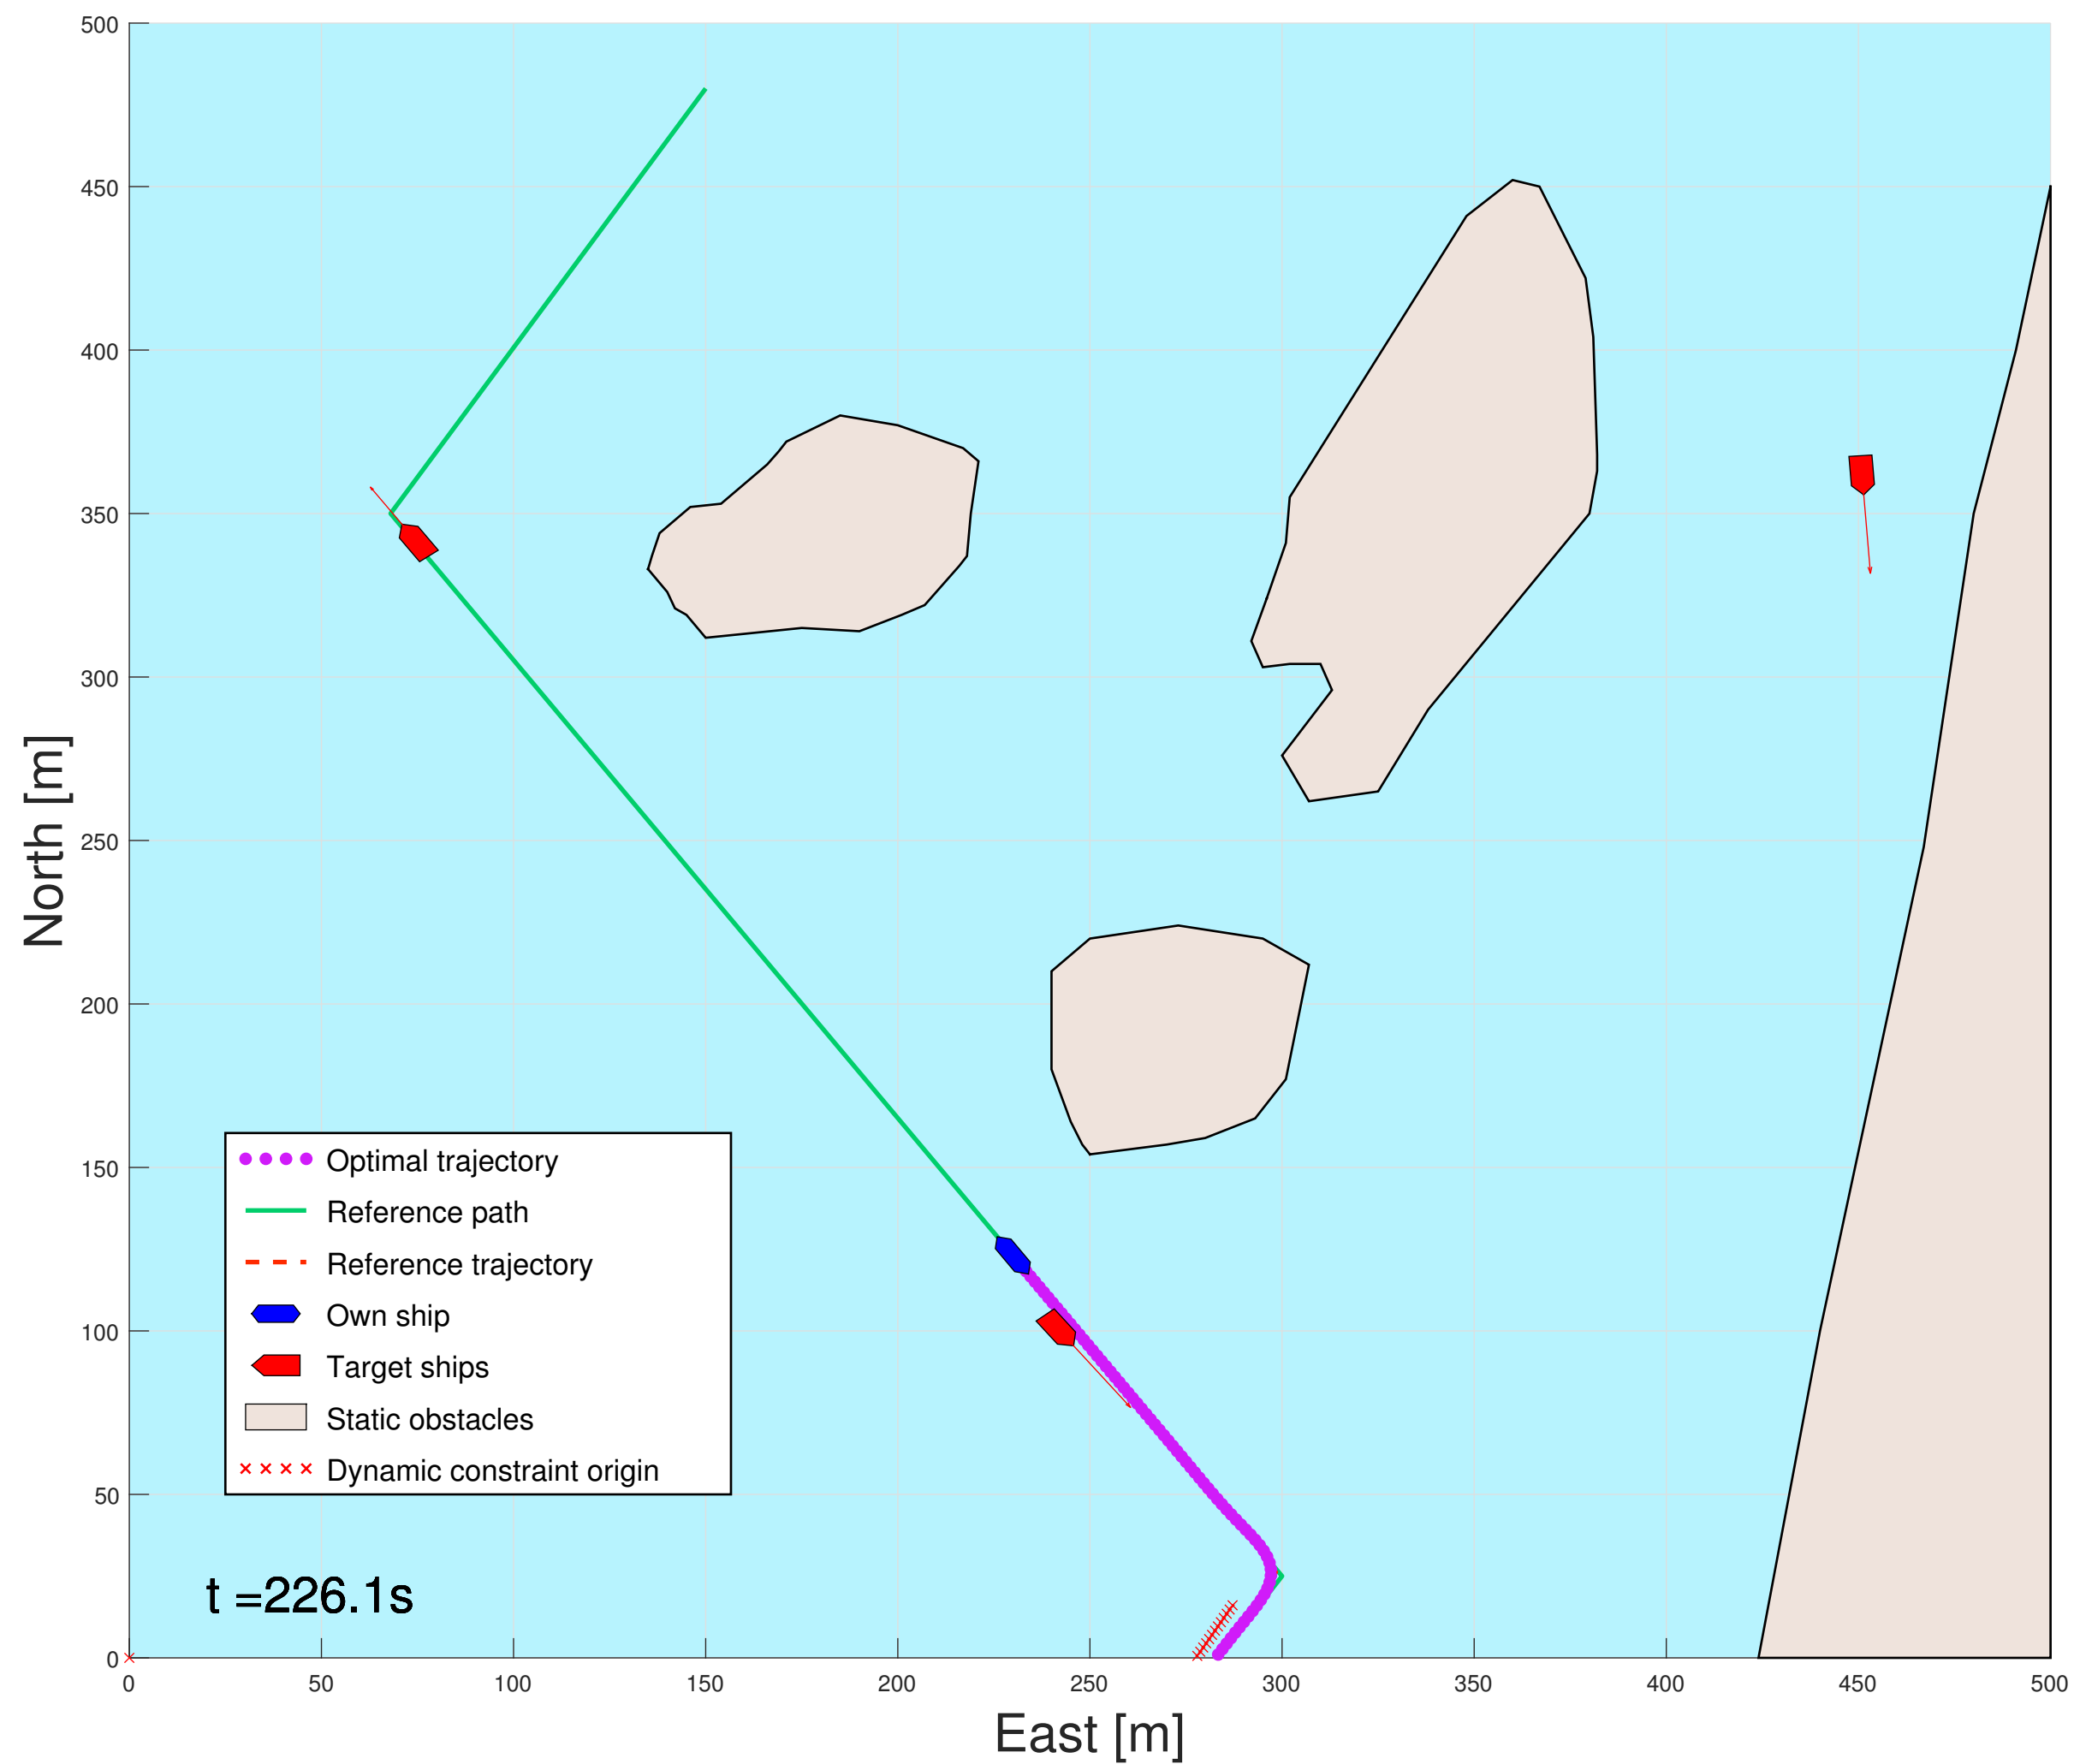 500
450
400
350
300
250
200
150
100
50
0
North [m]
Optimal trajectory
Reference path
Reference trajectory
Own ship
Target ships
Static obstacles
Dynamic constraint origin
t =226.1s
0 50 100 150 200 250 300 350 400 450 500
East [m]